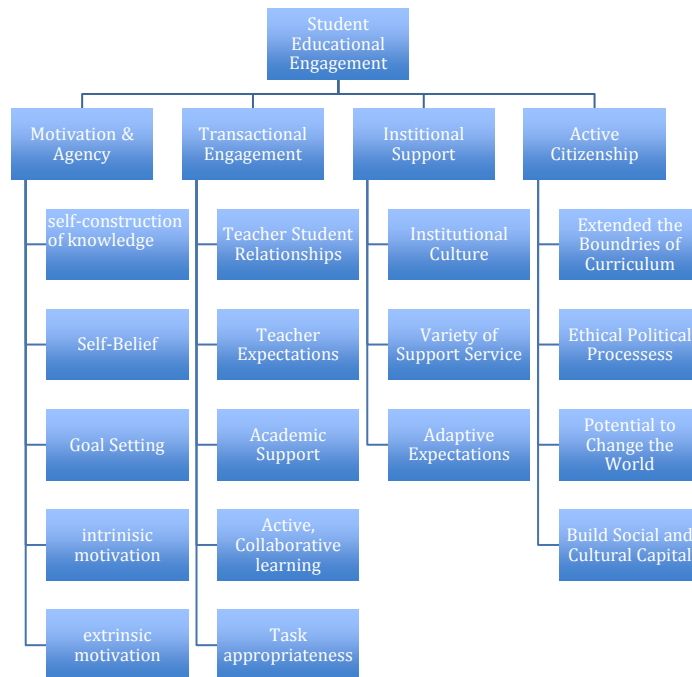 Student
Educational
Engagement
Motivation &
Agency
Transactional
Engagement
Institional
Support
Active
Citizenship
self-construction
of knowledge
Self-Belief
Goal Setting
intrinisic
motivation
extrinsic
motivation
Teacher Student
Relationships
Teacher
Expectations
Academic
Support
Active,
Collaborative
learning
Task
appropriateness
Institutional
Culture
Variety of
Support Service
Adaptive
Expectations
Extended the
Boundries of
Curriculum
Ethical Political
Processess
Potential to
Change the
World
Build Social and
Cultural Capital